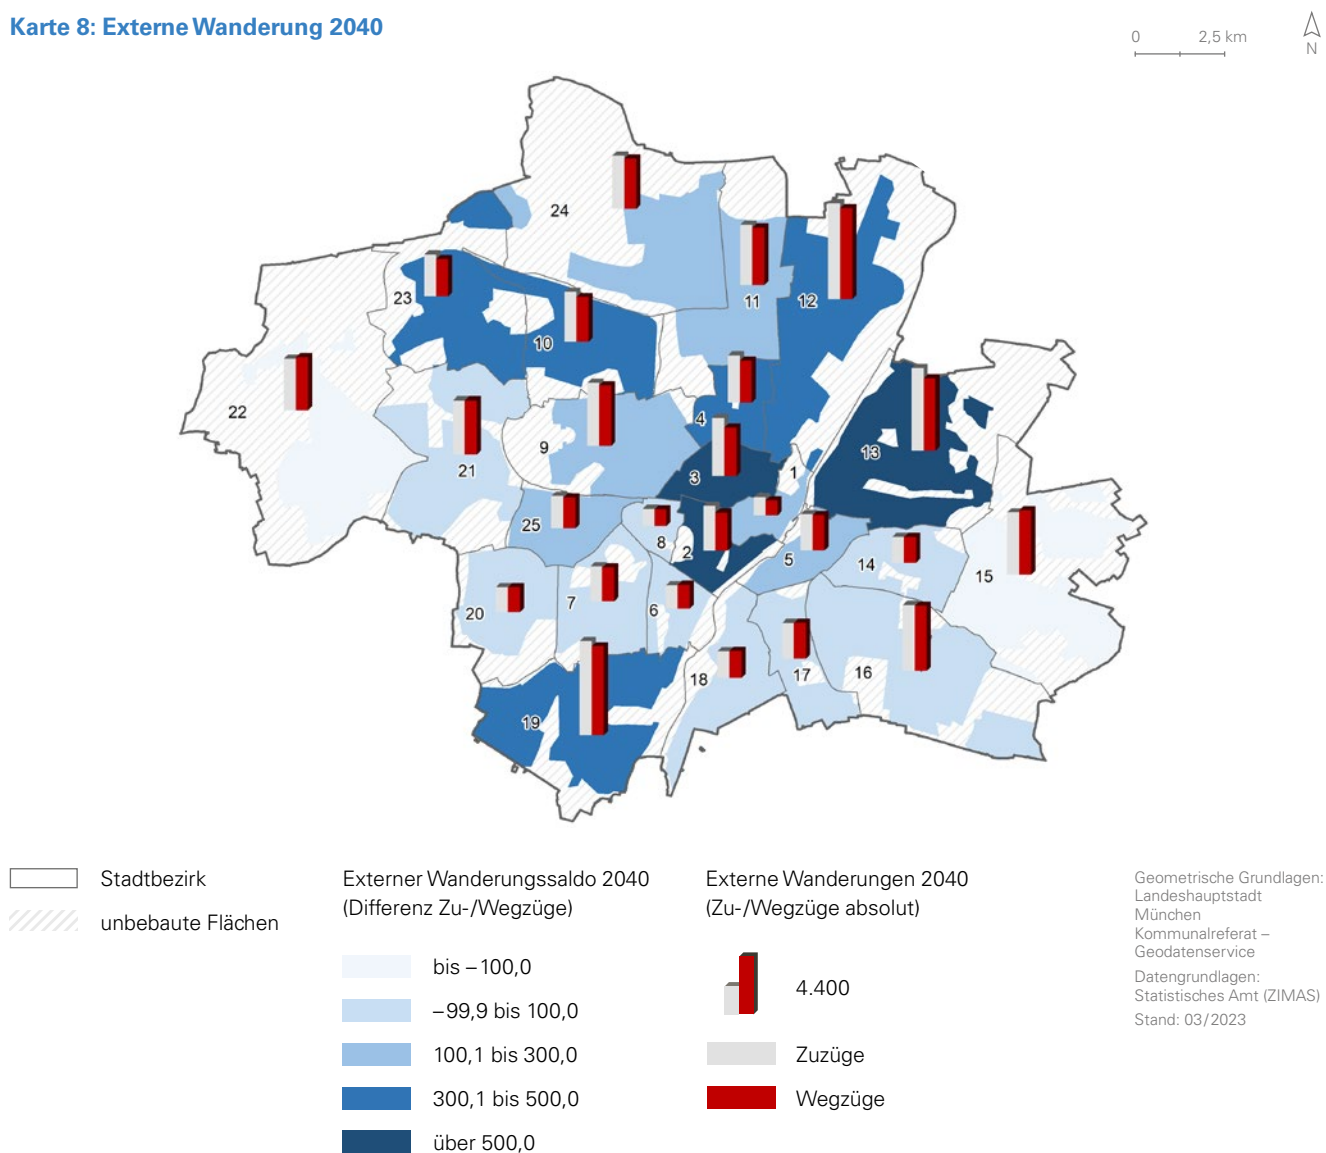 Karte 8: Externe Wanderung 2040
0 2,5 km
N
24
23
11
12
10
22
4
9
21
3
13
1
25
8
2
5
14
15
20
7
6
18
17
16
19
Stadtbezirk
unbebaute Flächen
Externer Wanderungssaldo 2040
(Differenz Zu-/Wegzüge)
bis –100,0
–99,9 bis 100,0
100,1 bis 300,0
300,1 bis 500,0
über 500,0
Externe Wanderungen 2040
(Zu-/Wegzüge absolut)
4.400
Zuzüge
Wegzüge
Geometrische Grundlagen:
Landeshauptstadt
München
Kommunalreferat –
Geodatenservice
Datengrundlagen:
Statistisches Amt (ZIMAS)
Stand: 03/2023